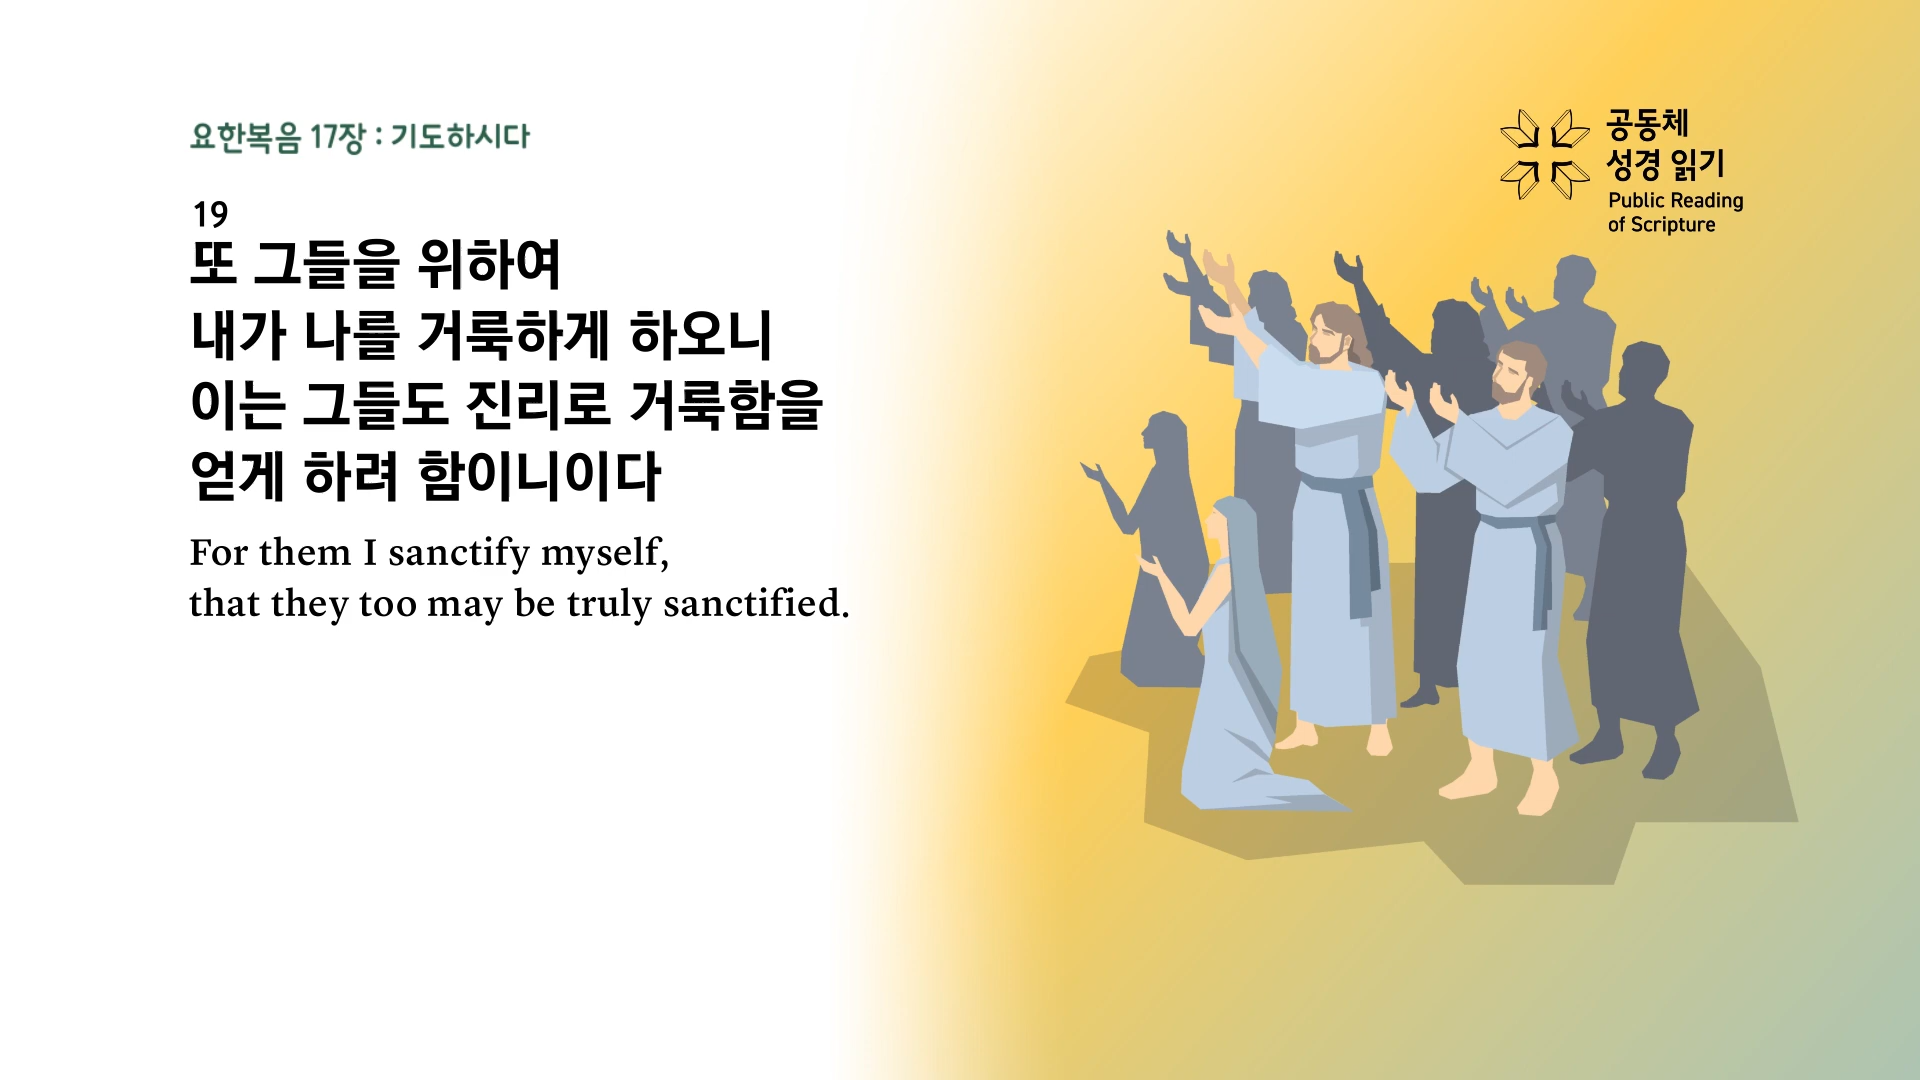 요한복음 17장 : 기도하시다
19
또 그들을 위하여
내가 나를 거룩하게 하오니
이는 그들도 진리로 거룩함을
얻게 하려 함이니이다
For them I sanctify myself,
that they too may be truly sanctified.
공동체
성경 읽기
Public Reading
of Scripture